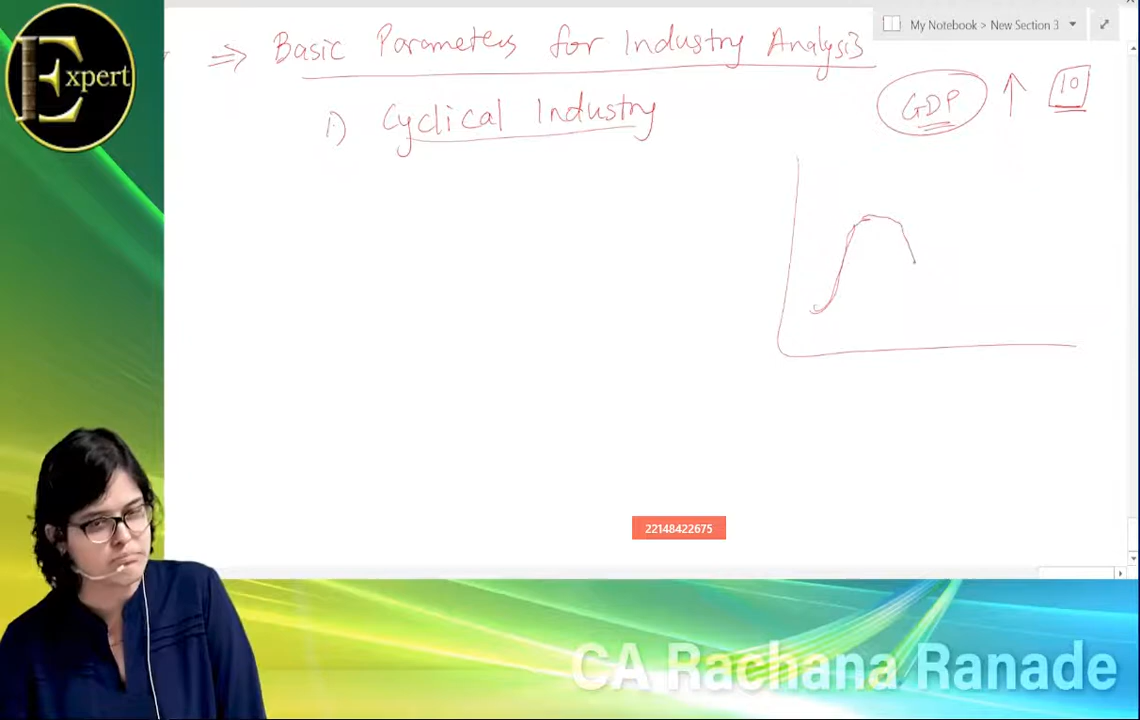 Expert
My Notebook > New Section 3
⇒ Basic Parameters for Industry Analysis
1) Cyclical Industry
GDP ↑ 10
22148422675
CA Rachana Ranade